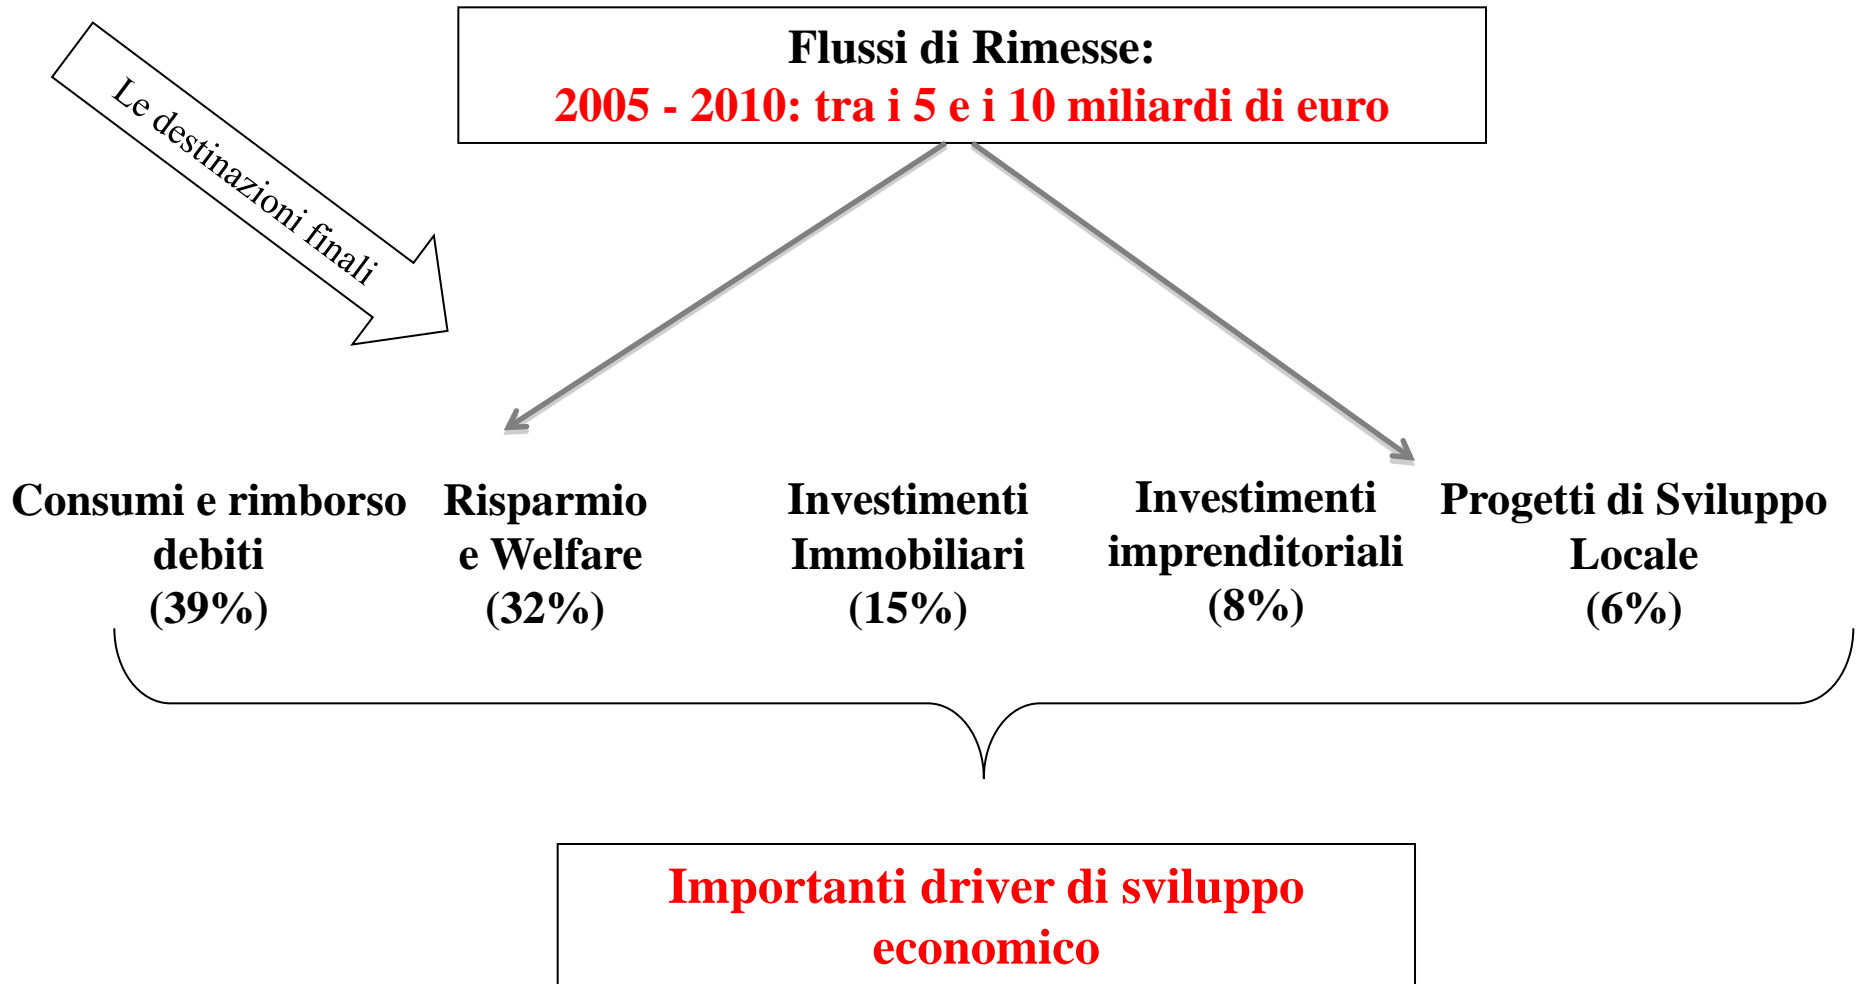 Flussi di Rimesse:
2005 - 2010: tra i 5 e i 10 miliardi di euro
Le destinazioni finali
Consumi e rimborso
debiti
(39%)
Risparmio
e Welfare
(32%)
Investimenti
Immobiliari
(15%)
Investimenti
imprenditoriali
(8%)
Progetti di Sviluppo
Locale
(6%)
Importanti driver di sviluppo
economico